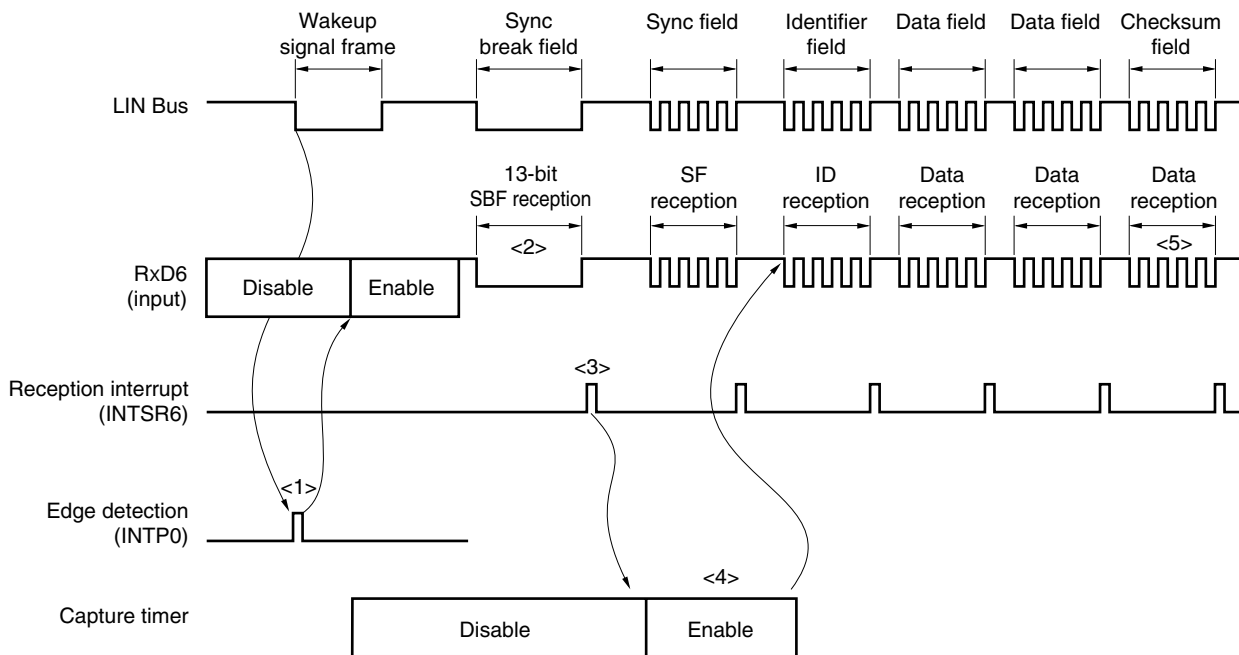 Wakeup
signal frame
Sync
break field
Sync field
Identifier
field
Data field
Data field
Checksum
field
LIN Bus
13-bit
SBF reception
SF
reception
ID
reception
Data
reception
Data
reception
Data
reception
<2>
<5>
RxD6
(input)
Disable
Enable
Reception interrupt
(INTSR6)
<3>
Edge detection
(INTP0)
<1>
Capture timer
Disable
<4>
Enable